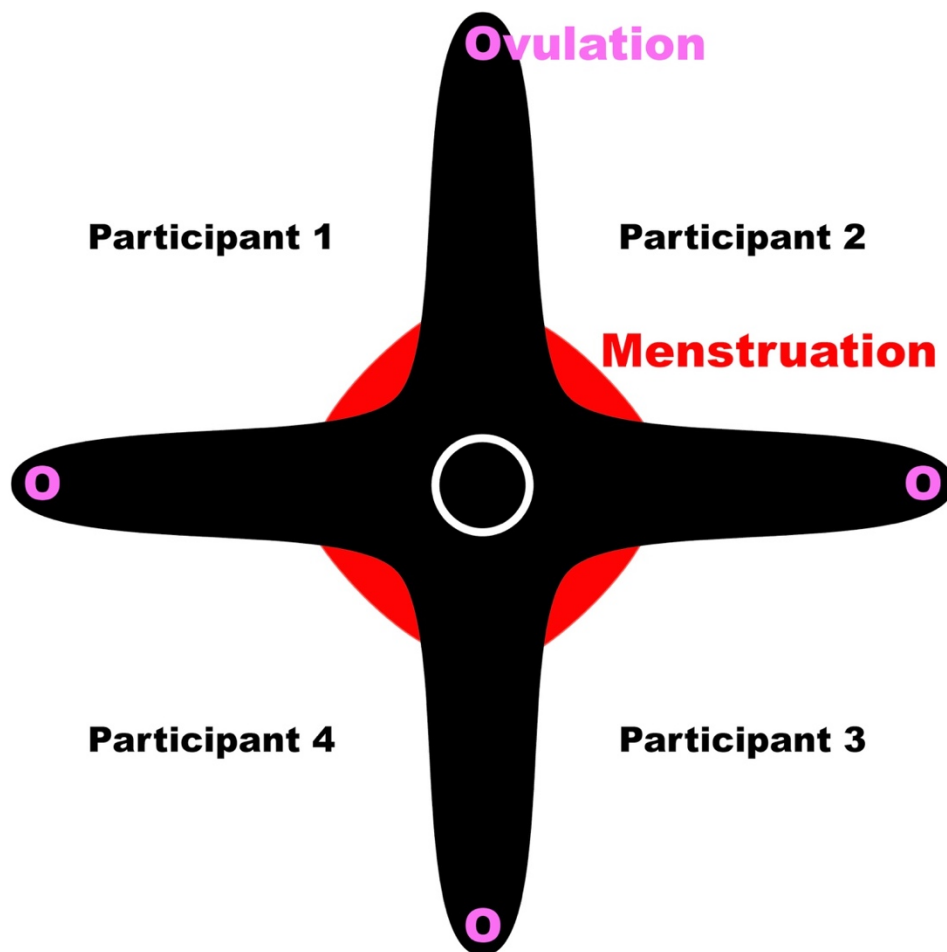 Ovulation
Participant 1
Participant 2
Menstruation
O
O
Participant 4
Participant 3
O